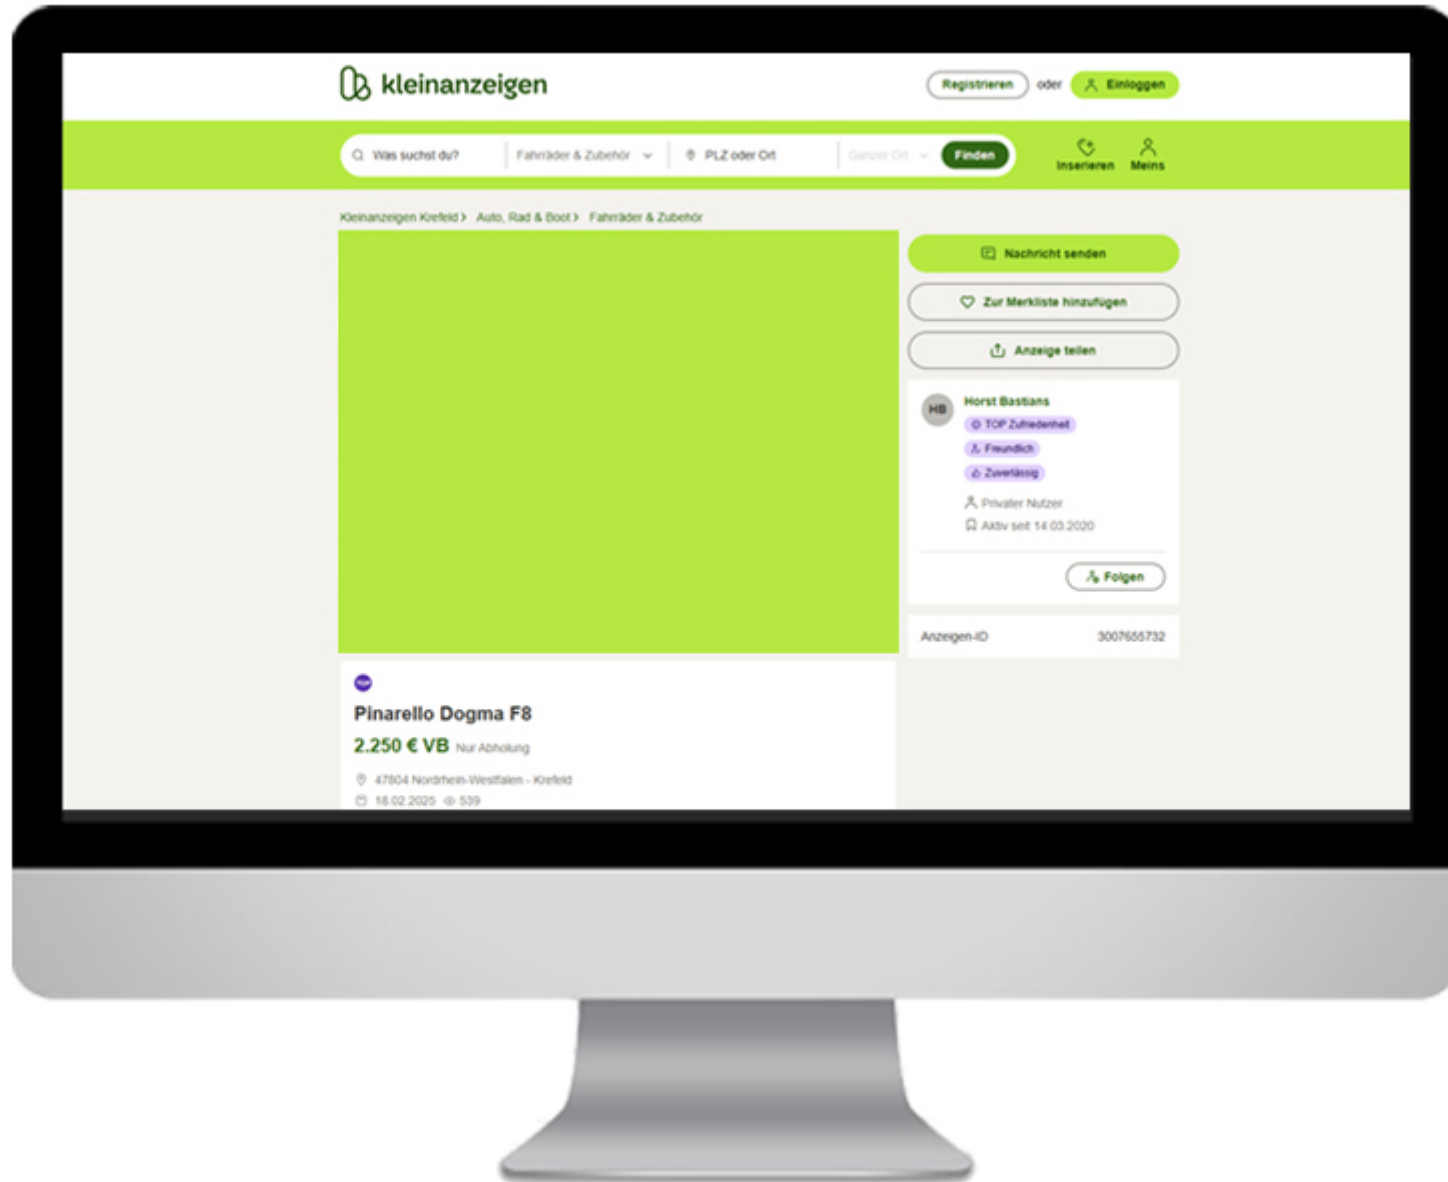 kleinanzeigen
Registrieren oder Einloggen
Was suchst du? Fahrräder & Zubehör PLZ oder Ort Ganzer Ort Finden Inserieren Meins
Kleinanzeigen Krefeld > Auto, Rad & Boot > Fahrräder & Zubehör
Nachricht senden
Zur Merkliste hinzufügen
Anzeige teilen
HB Horst Bastians
TOP Zufriedenheit
Freundlich
Zuverlässig
Privater Nutzer
Aktiv seit 14.03.2020
Folgen
Anzeigen-ID 3007655732
TOP
Pinarello Dogma F8
2.250 € VB Nur Abholung
47804 Nordrhein-Westfalen - Krefeld
18.02.2025 539